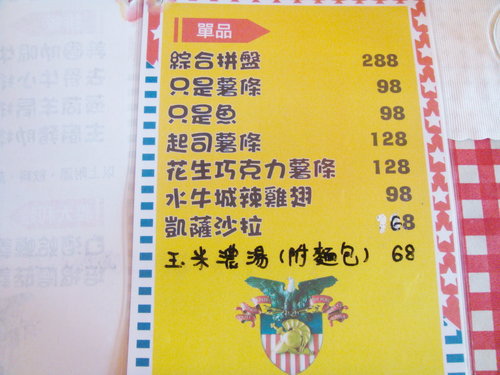 單品
綜合拼盤 288
只是薯條 98
只是魚 98
起司薯條 128
花生巧克力薯條 128
水牛城辣雞翅 98
凱薩沙拉 168
玉米濃湯(附麵包) 68